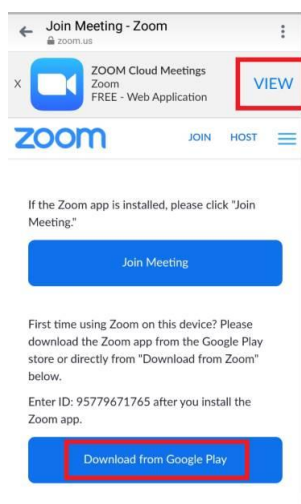 Join Meeting - Zoom
zoom.us
X
ZOOM Cloud Meetings
Zoom
FREE - Web Application
VIEW
zoom JOIN HOST
If the Zoom app is installed, please click "Join
Meeting."
Join Meeting
First time using Zoom on this device? Please
download the Zoom app from the Google Play
store or directly from "Download from Zoom"
below.
Enter ID: 95779671765 after you install the
Zoom app.
Download from Google Play